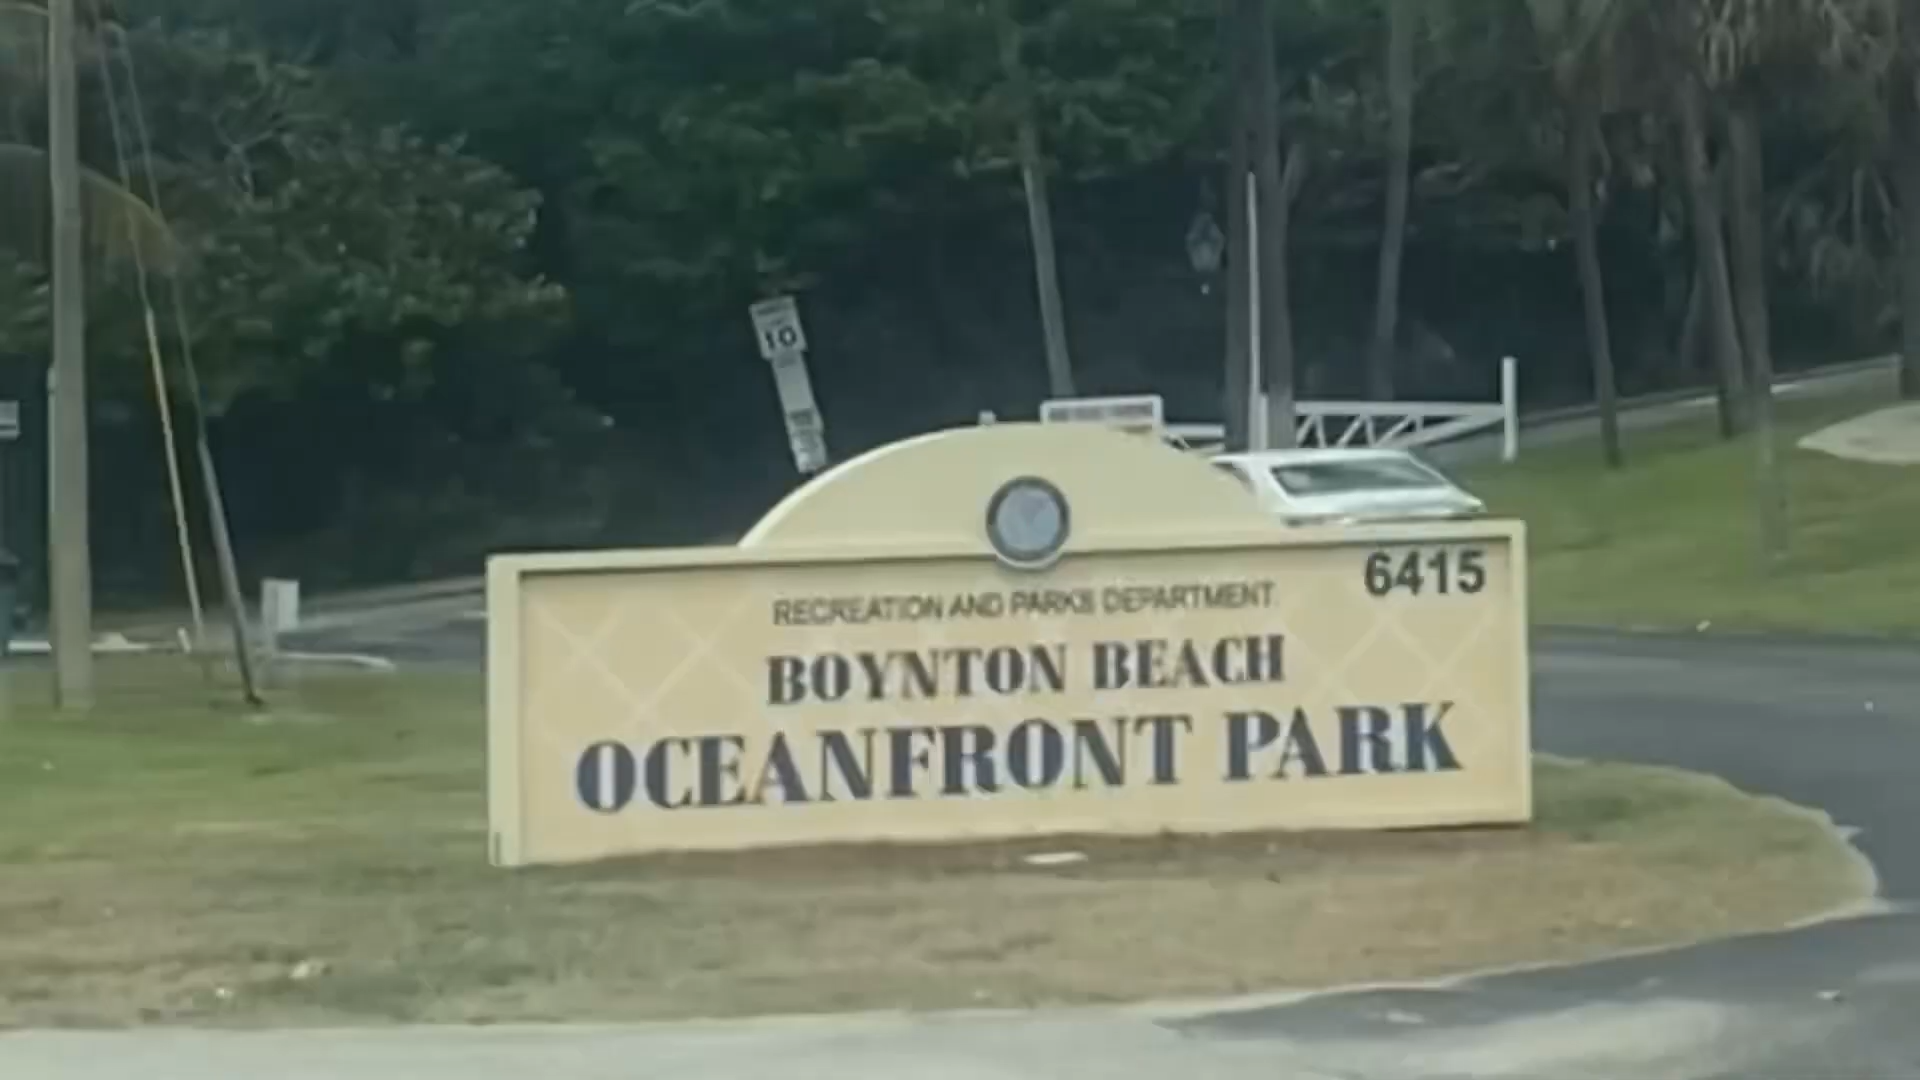 10
6415
RECREATION AND PARKS DEPARTMENT
BOYNTON BEACH
OCEANFRONT PARK